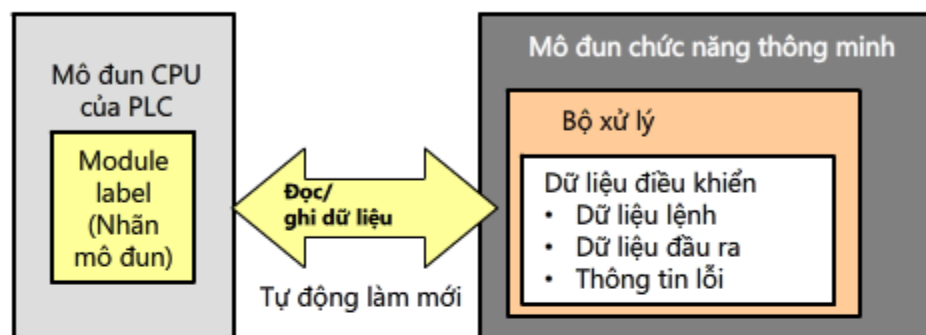 Mô đun CPU
của PLC
Module
label
(Nhãn
mô đun)
Đọc/
ghi dữ liệu
Tự động làm mới
Mô đun chức năng thông minh
Bộ xử lý
Dữ liệu điều khiển
• Dữ liệu lệnh
• Dữ liệu đầu ra
• Thông tin lỗi